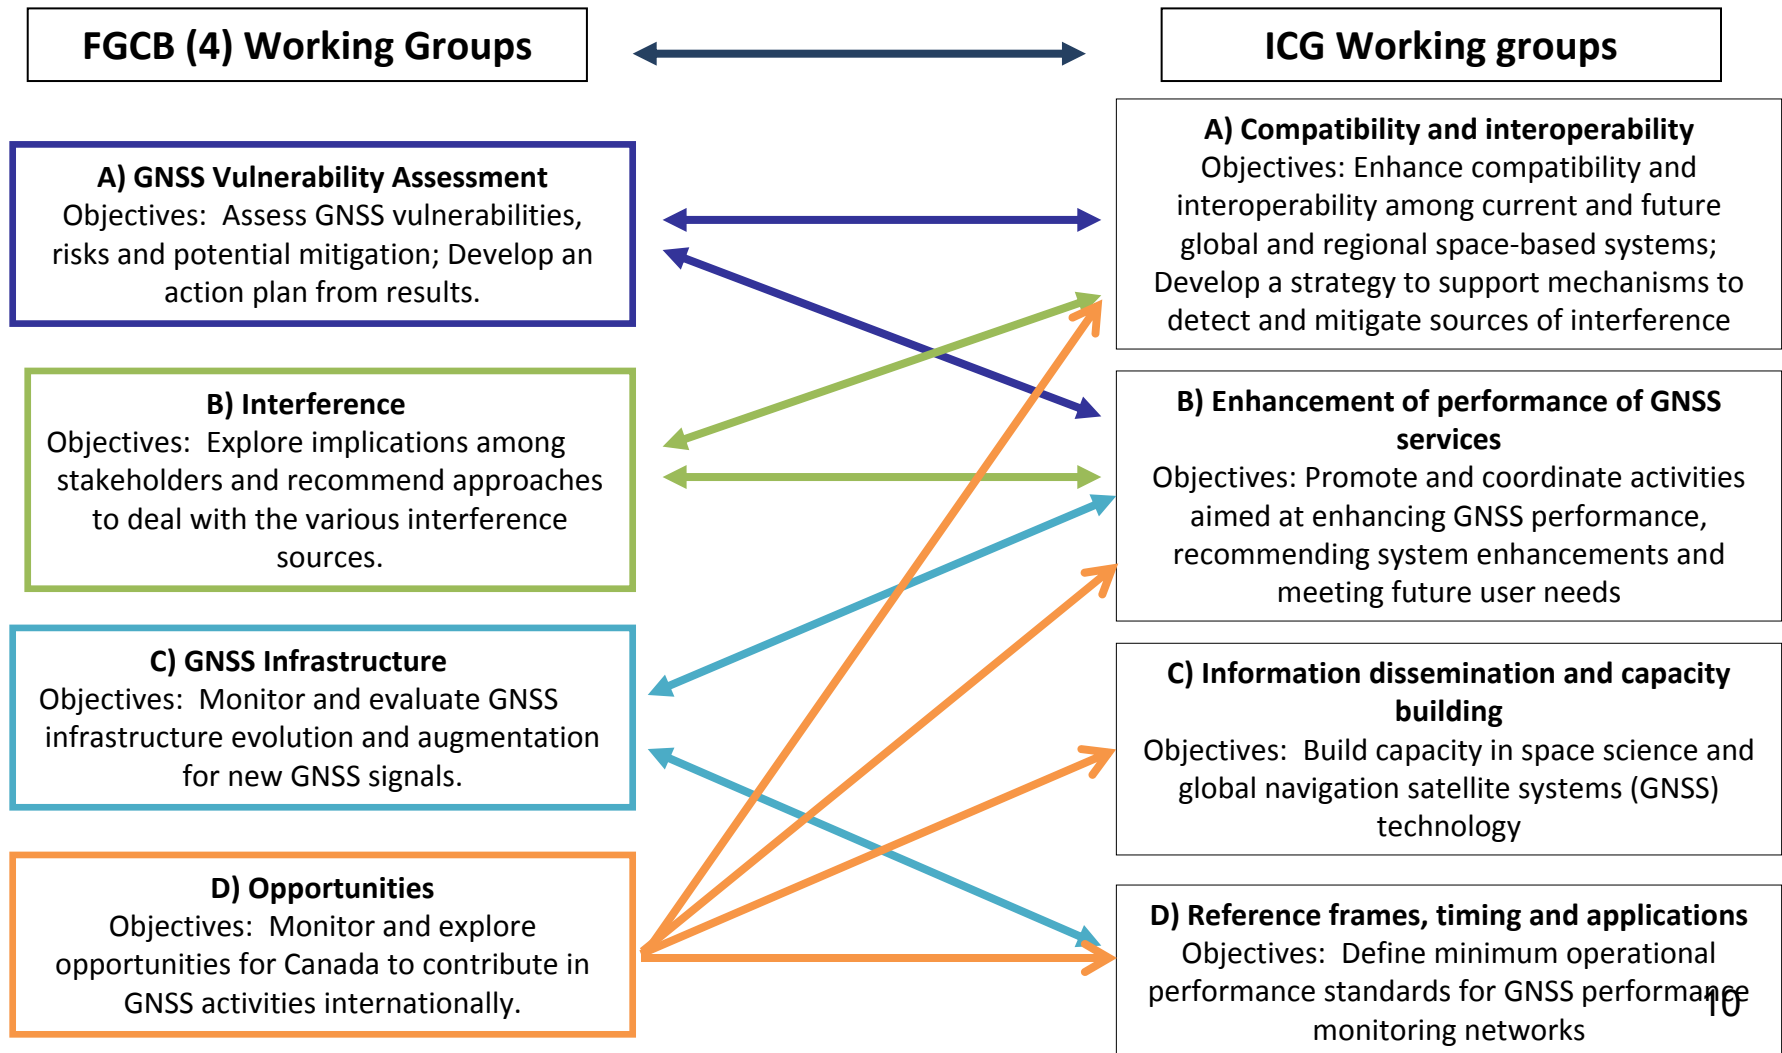 FGCB (4) Working Groups
ICG Working groups
A) GNSS Vulnerability Assessment
Objectives:  Assess GNSS vulnerabilities,
risks and potential mitigation; Develop an
action plan from results.
B) Interference
Objectives:  Explore implications among
stakeholders and recommend approaches
to deal with the various interference
sources.
C) GNSS Infrastructure
Objectives:  Monitor and evaluate GNSS
infrastructure evolution and augmentation
for new GNSS signals.
D) Opportunities
Objectives:  Monitor and explore
opportunities for Canada to contribute in
GNSS activities internationally.
A) Compatibility and interoperability
Objectives: Enhance compatibility and
interoperability among current and future
global and regional space-based systems;
Develop a strategy to support mechanisms to
detect and mitigate sources of interference
B) Enhancement of performance of GNSS
services
Objectives: Promote and coordinate activities
aimed at enhancing GNSS performance,
recommending system enhancements and
meeting future user needs
C) Information dissemination and capacity
building
Objectives:  Build capacity in space science and
global navigation satellite systems (GNSS)
technology
D) Reference frames, timing and applications
Objectives:  Define minimum operational
performance standards for GNSS performance
monitoring networks
10